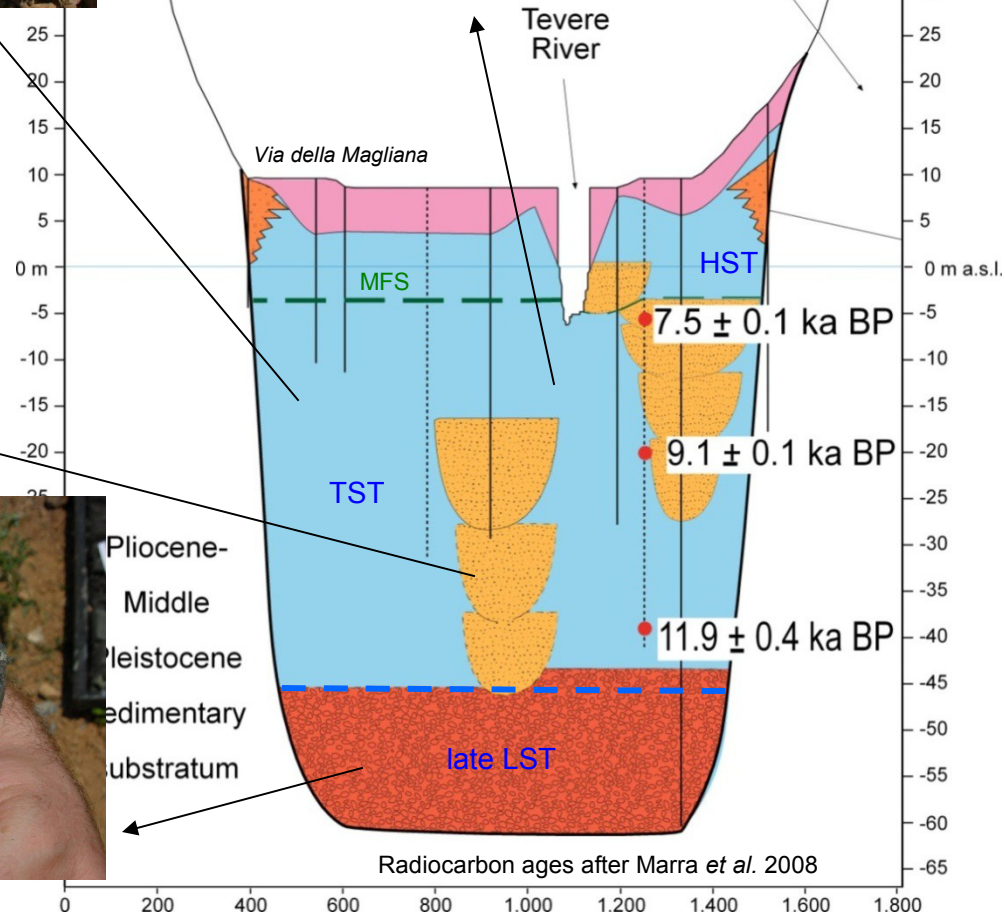 Tevere
River
25
20
15
10
5
0 m
-5
-10
-15
-20
25
20
15
10
5
0 m a.s.l.
-5
-10
-15
-20
-25
-30
-35
-40
-45
-50
-55
-60
-65
Via della Magliana
MFS
HST
7.5 ± 0.1 ka BP
9.1 ± 0.1 ka BP
TST
11.9 ± 0.4 ka BP
Pliocene-
Middle
Pleistocene
sedimentary
substratum
late LST
Radiocarbon ages after Marra et al. 2008
0 200 400 600 800 1.000 1.200 1.400 1.600 1.800